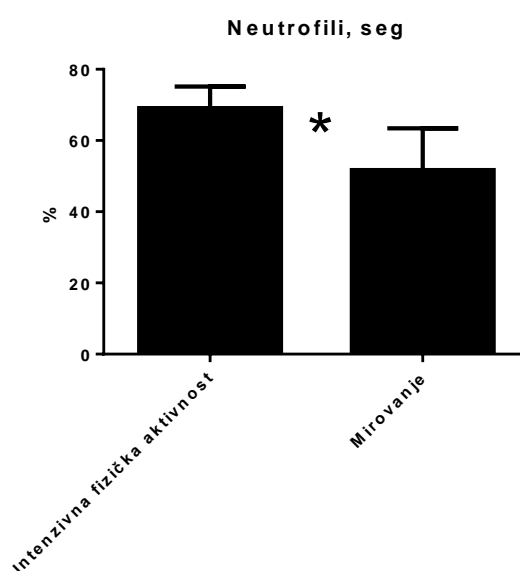 Neutrofili, seg
80
60
40
20
0
%
*
Intenzivna fizička aktivnost
Mirovanje